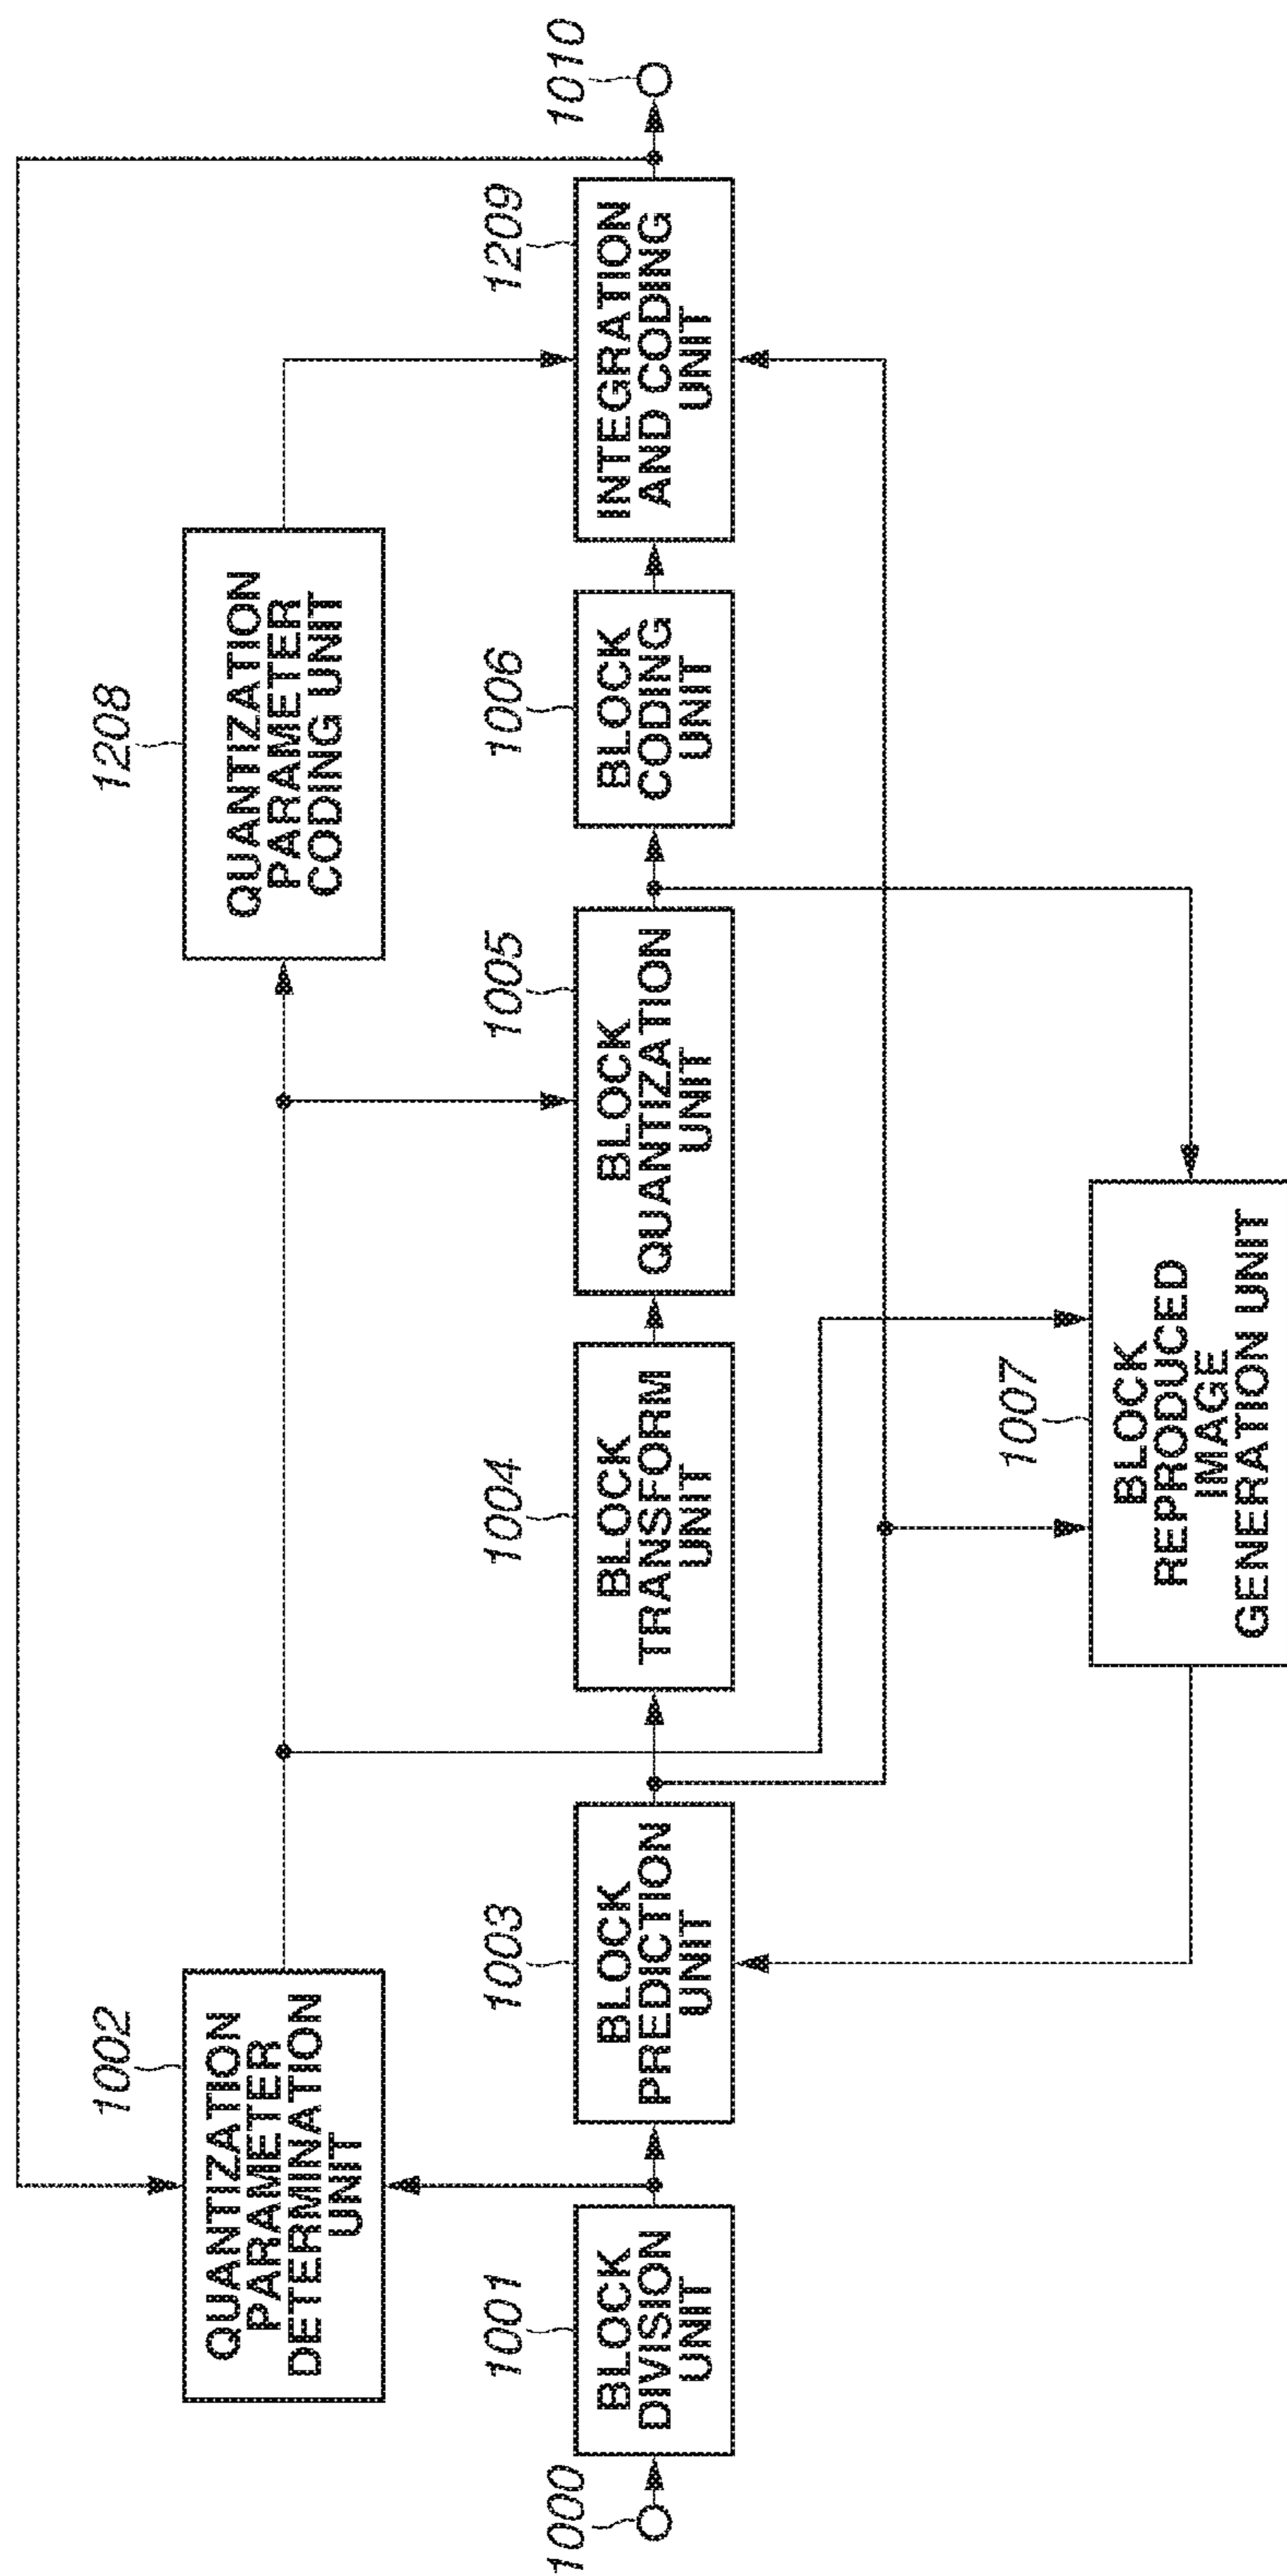 1002
QUANTIZATION
PARAMETER
DETERMINATION
UNIT
1208
QUANTIZATION
PARAMETER
CODING UNIT
1000
1001
BLOCK
DIVISION
UNIT
1003
BLOCK
PREDICTION
UNIT
1004
BLOCK
TRANSFORM
UNIT
1005
BLOCK
QUANTIZATION
UNIT
1006
BLOCK
CODING
UNIT
1209
INTEGRATION
AND CODING
UNIT
1010
1007
BLOCK
REPRODUCED
IMAGE
GENERATION UNIT